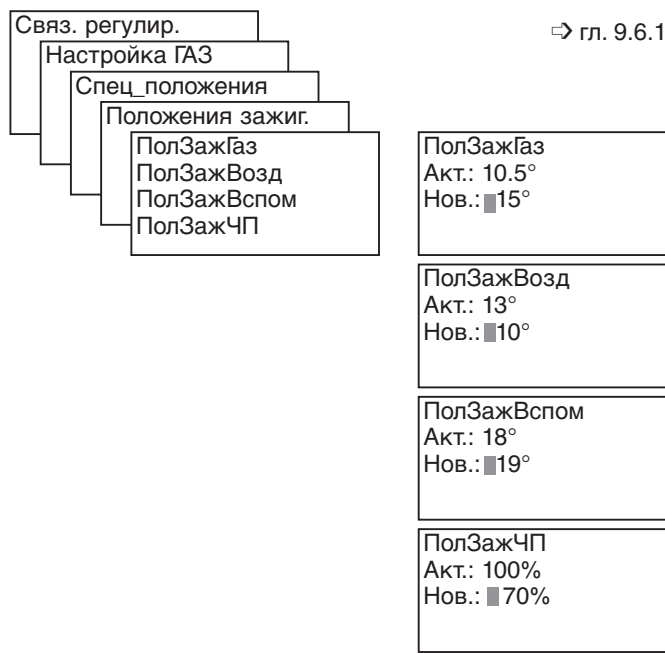 Связ. регулир.
⇨ гл. 9.6.1
Настройка ГАЗ
Спец_положения
Положения зажиг.
ПолЗажГаз
ПолЗажВозд
ПолЗажВспом
ПолЗажЧП
ПолЗажГаз
Акт.: 10.5°
Нов.: 15°
ПолЗажВозд
Акт.: 13°
Нов.: 10°
ПолЗажВспом
Акт.: 18°
Нов.: 19°
ПолЗажЧП
Акт.: 100%
Нов.: 70%